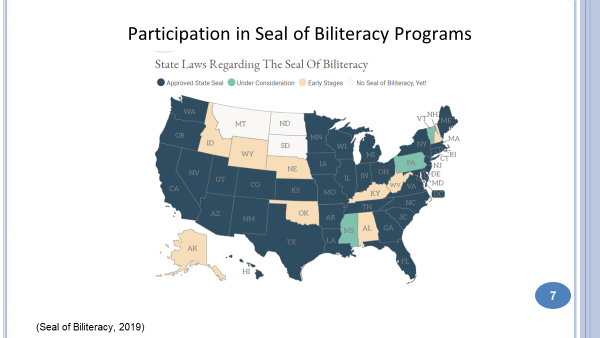 Participation in Seal of Biliteracy Programs
State Laws Regarding The Seal Of Biliteracy
Approved State Seal Under Consideration Early Stages No Seal of Biliteracy, Yet!
WA
MT
ND
MN
OR
ID
SD
WI
MI
WY
IA
NE
NV
UT
CO
KS
MO
IL
IN
OH
PA
NY
VT
NH
ME
MA
RI
CT
NJ
DE
MD
DC
WV
VA
KY
CA
AZ
NM
OK
AR
TN
NC
SC
MS
AL
GA
TX
LA
FL
AK
HI
7
(Seal of Biliteracy, 2019)